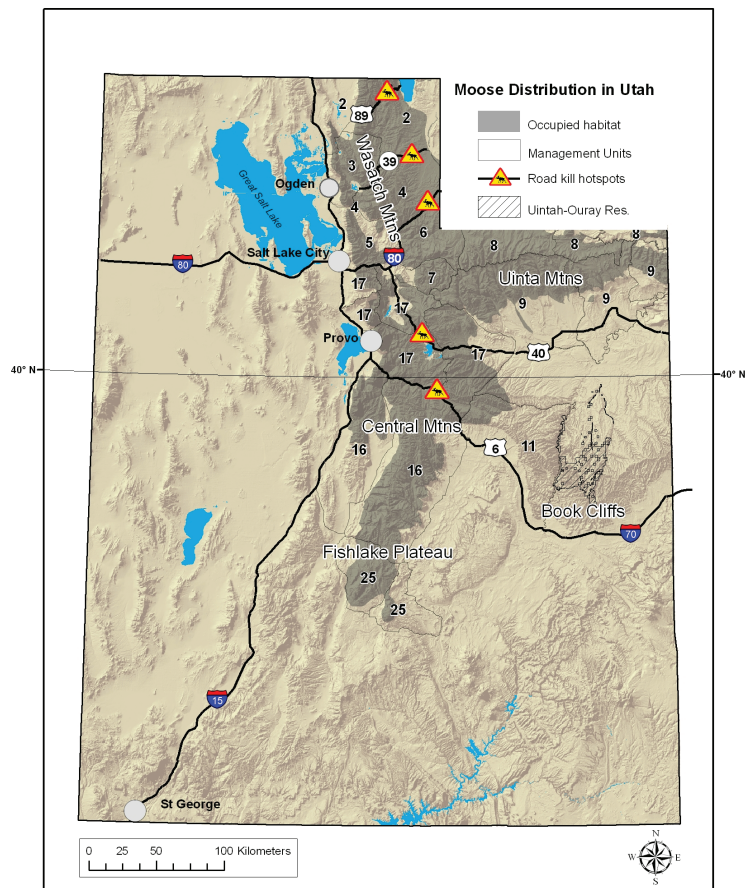 Moose Distribution in Utah
Occupied habitat
Management Units
Road kill hotspots
Uintah-Ouray Res.
2
89
2
Wasatch Mtns
3
39
Ogden
4
4
Great Salt Lake
6
5
8
8
8
Salt Lake City
80
80
7
Uinta Mtns
9
17
9
9
17
17
Provo
17
17
40
40° N
40° N
Central Mtns
16
6
11
16
Book Cliffs
70
Fishlake Plateau
25
25
15
St George
0 25 50 100 Kilometers
N
W E
S